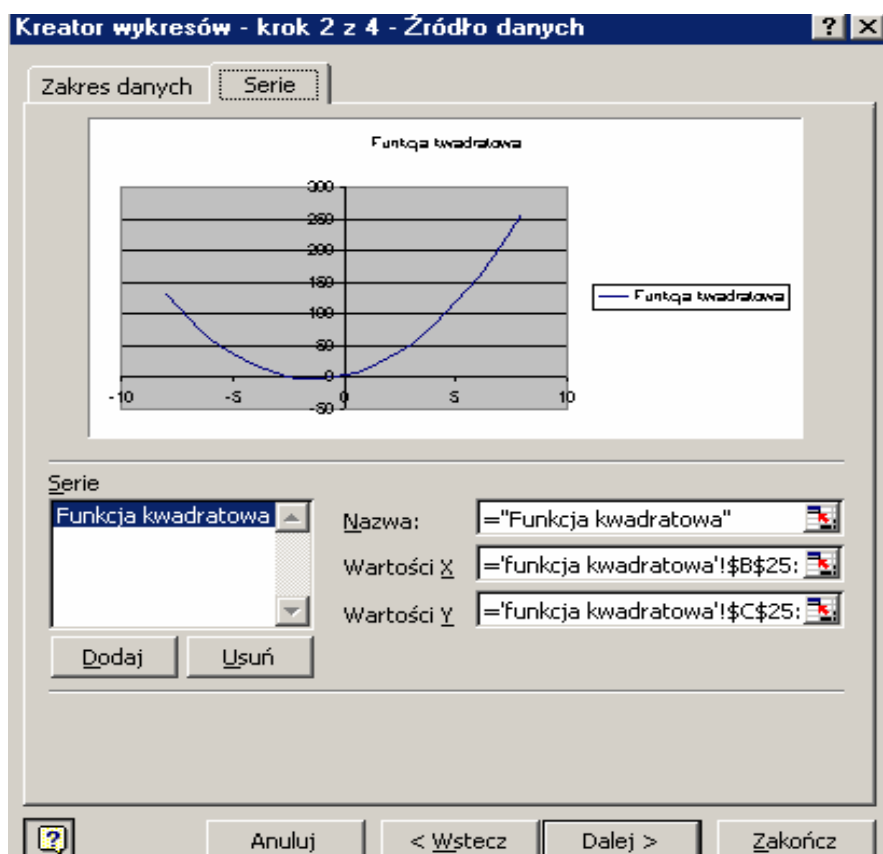 Kreator wykresów - krok 2 z 4 - Źródło danych
Zakres danych
Serie
Funkcja kwadratowa
300
250
200
150
100
50
0
-50
-10
-5
0
5
10
Funkcja kwadratowa
Serie
Funkcja kwadratowa
Nazwa:
="Funkcja kwadratowa"
Wartości X
='funkcja kwadratowa'!$B$25:
Wartości Y
='funkcja kwadratowa'!$C$25:
Dodaj
Usuń
Anuluj
< Wstecz
Dalej >
Zakończ